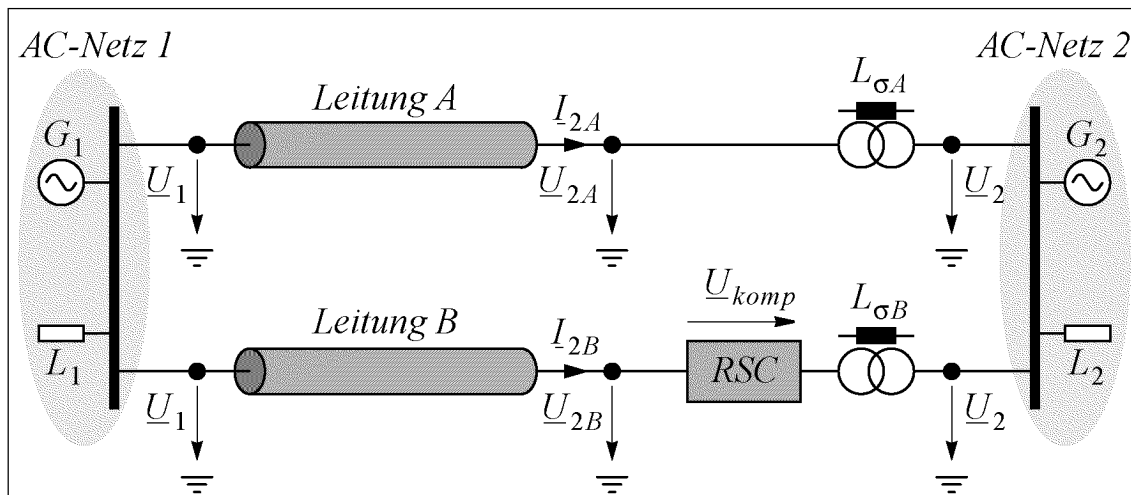 AC-Netz 1
AC-Netz 2
Leitung A
I2A
LσA
G1
G2
U1
U2A
U2
Ukomp
LσB
Leitung B
I2B
L1
RSC
L2
U1
U2B
U2